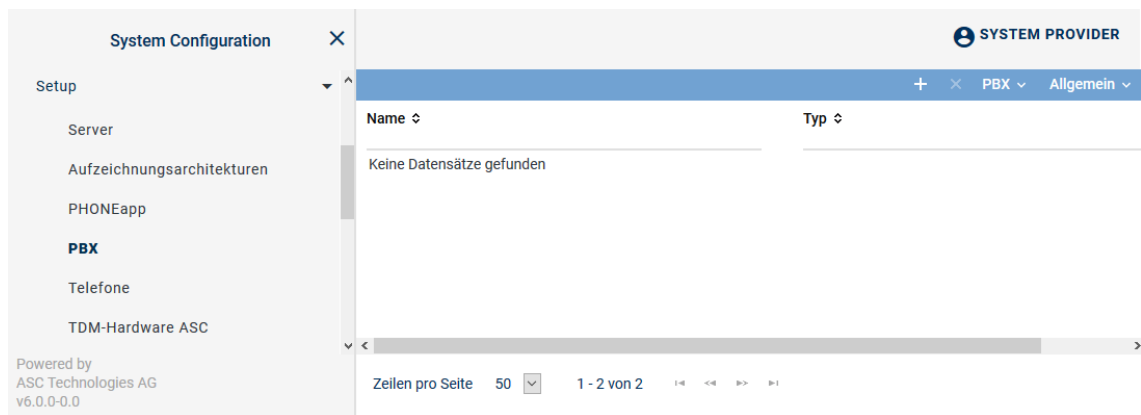 System Configuration
SYSTEM PROVIDER
Setup
PBX
Allgemein
Name
Typ
Server
Keine Datensätze gefunden
Aufzeichnungsarchitekturen
PHONEapp
PBX
Telefone
TDM-Hardware ASC
Powered by
ASC Technologies AG
v6.0.0-0.0
Zeilen pro Seite 50 1 - 2 von 2